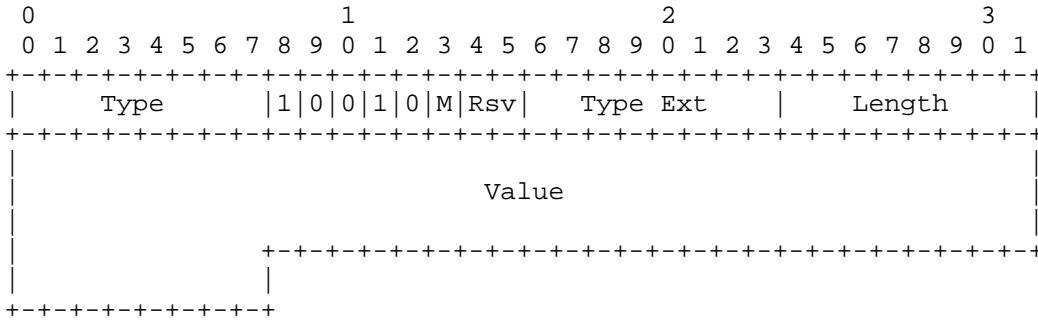 0                   1                   2                   3
 0 1 2 3 4 5 6 7 8 9 0 1 2 3 4 5 6 7 8 9 0 1 2 3 4 5 6 7 8 9 0 1
+-+-+-+-+-+-+-+-+-+-+-+-+-+-+-+-+-+-+-+-+-+-+-+-+-+-+-+-+-+-+-+-+
|     Type      |1|0|0|1|0|M|Rsv|   Type Ext    |    Length     |
+-+-+-+-+-+-+-+-+-+-+-+-+-+-+-+-+-+-+-+-+-+-+-+-+-+-+-+-+-+-+-+-+
|                                                               |
|                             Value                             |
|                                                               |
|               +-+-+-+-+-+-+-+-+-+-+-+-+-+-+-+-+-+-+-+-+-+-+-+-+
|               |
+-+-+-+-+-+-+-+-+